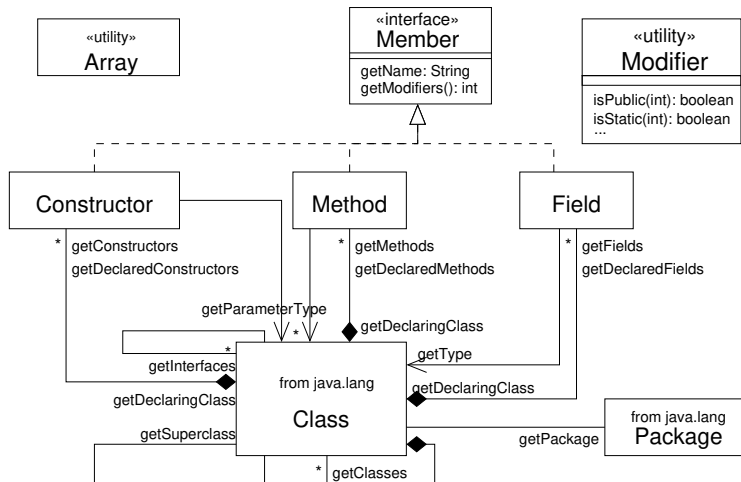 «utility»
Array
«interface»
Member
getName: String
getModifiers(): int
«utility»
Modifier
isPublic(int): boolean
isStatic(int): boolean
...
Constructor
Method
Field
*
getConstructors
getDeclaredConstructors
*
getMethods
getDeclaredMethods
*
getFields
getDeclaredFields
getParameterType
*
getDeclaringClass
*
getInterfaces
getType
getDeclaringClass
getDeclaringClass
from java.lang
Class
getSuperclass
*
getClasses
getPackage
from java.lang
Package